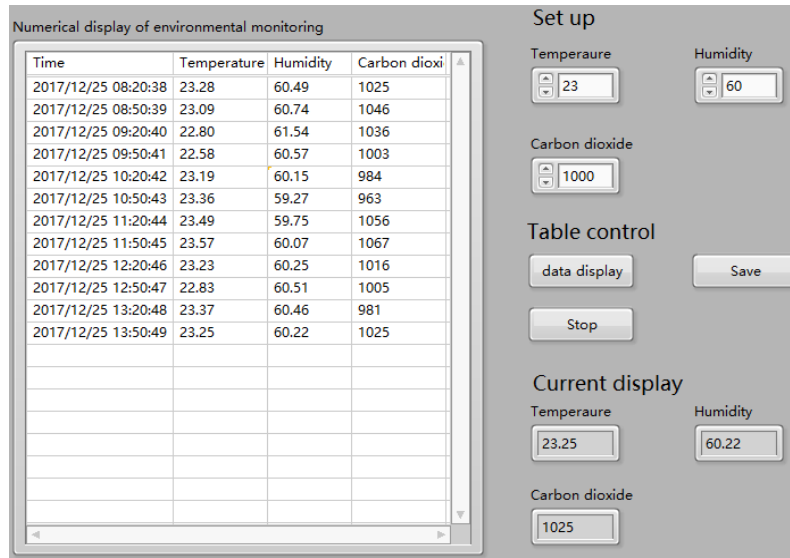 Numerical display of environmental monitoring
Time Temperature Humidity Carbon dioxi
2017/12/25 08:20:38 23.28 60.49 1025
2017/12/25 08:50:39 23.09 60.74 1046
2017/12/25 09:20:40 22.80 61.54 1036
2017/12/25 09:50:41 22.58 60.57 1003
2017/12/25 10:20:42 23.19 60.15 984
2017/12/25 10:50:43 23.36 59.27 963
2017/12/25 11:20:44 23.49 59.75 1056
2017/12/25 11:50:45 23.57 60.07 1067
2017/12/25 12:20:46 23.23 60.25 1016
2017/12/25 12:50:47 22.83 60.51 1005
2017/12/25 13:20:48 23.37 60.46 981
2017/12/25 13:50:49 23.25 60.22 1025
Set up
Temperaure Humidity
23 60
Carbon dioxide
1000
Table control
data display Save
Stop
Current display
Temperaure Humidity
23.25 60.22
Carbon dioxide
1025